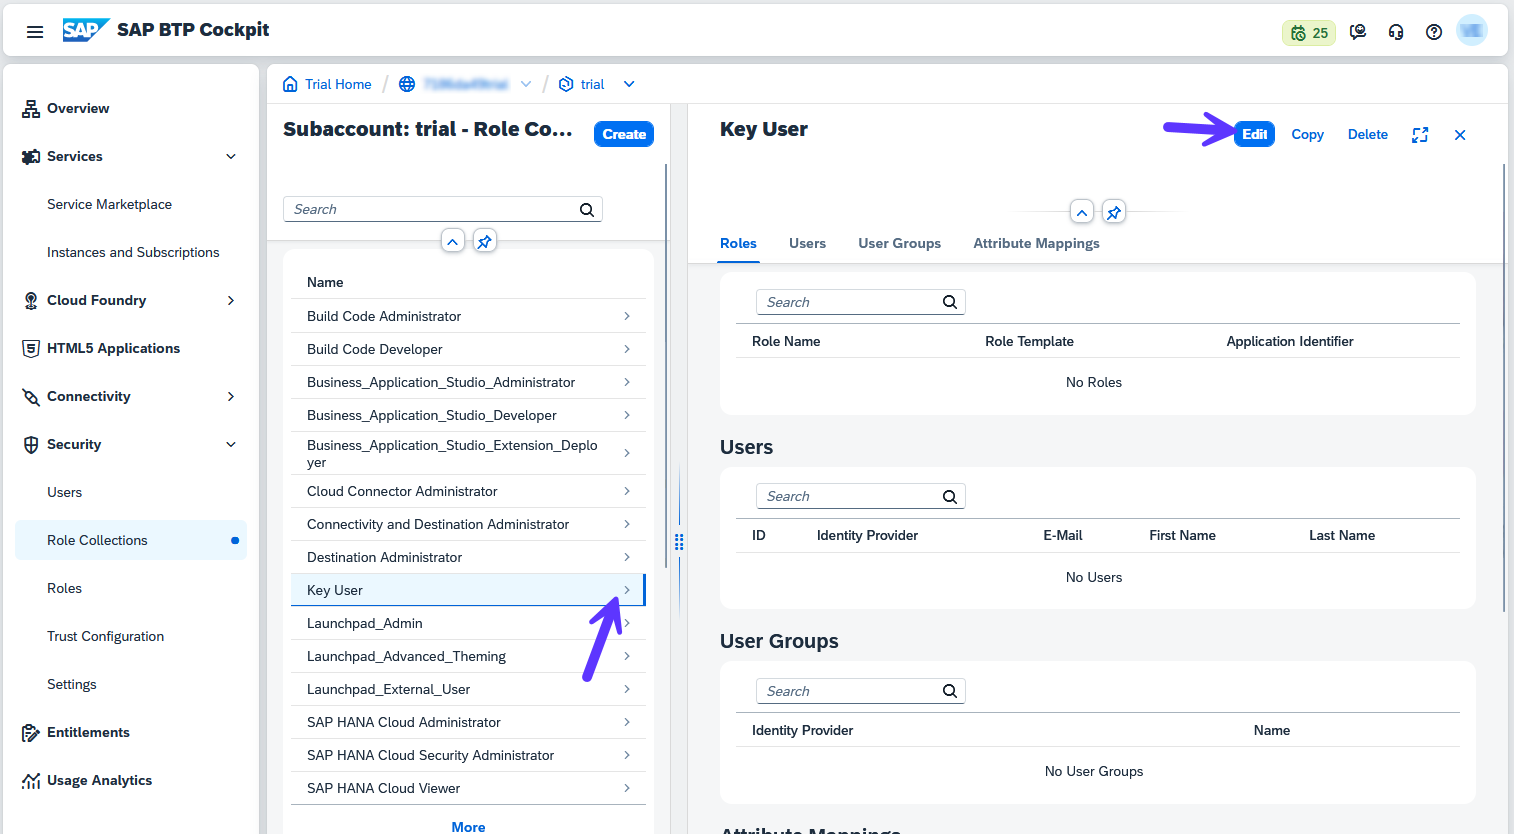 SAP
SAP BTP Cockpit
25
Overview
Services
Service Marketplace
Instances and Subscriptions
Cloud Foundry
HTML5 Applications
Connectivity
Security
Users
Role Collections
Roles
Trust Configuration
Settings
Entitlements
Usage Analytics
Trial Home
/
/
trial
Subaccount: trial - Role Co...
Create
Search
Name
Build Code Administrator
Build Code Developer
Business_Application_Studio_Administrator
Business_Application_Studio_Developer
Business_Application_Studio_Extension_Deplo
yer
Cloud Connector Administrator
Connectivity and Destination Administrator
Destination Administrator
Key User
Launchpad_Admin
Launchpad_Advanced_Theming
Launchpad_External_User
SAP HANA Cloud Administrator
SAP HANA Cloud Security Administrator
SAP HANA Cloud Viewer
More
Key User
Edit
Copy
Delete
Roles
Users
User Groups
Attribute Mappings
Search
Role Name
Role Template
Application Identifier
No Roles
Users
Search
ID
Identity Provider
E-Mail
First Name
Last Name
No Users
User Groups
Search
Identity Provider
Name
No User Groups
Attribute Mappings